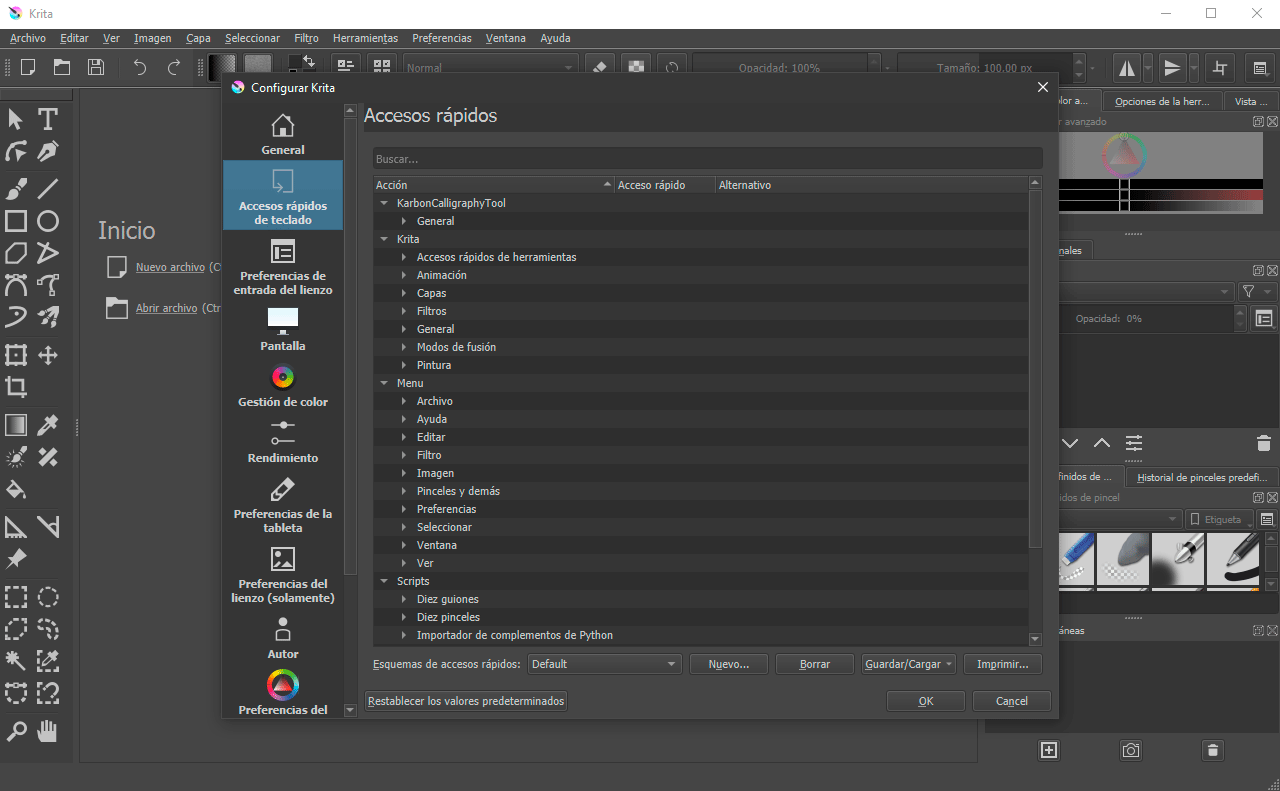 Krita
Archivo Editar Ver Imagen Capa Seleccionar Filtro Herramientas Preferencias Ventana Ayuda
Normal Opacidad: 100% Tamaño: 100.00 px
Configurar Krita
Accesos rápidos
General
Accesos rápidos
de teclado
Preferencias de
entrada del lienzo
Pantalla
Gestión de color
Rendimiento
Preferencias de la
tableta
Preferencias del
lienzo (solamente)
Autor
Preferencias del
Buscar...
Acción Acceso rápido Alternativo
KarbonCalligraphyTool
General
Krita
Accesos rápidos de herramientas
Animación
Capas
Filtros
General
Modos de fusión
Pintura
Menu
Archivo
Ayuda
Editar
Filtro
Imagen
Pinceles y demás
Preferencias
Seleccionar
Ventana
Ver
Scripts
Diez guiones
Diez pinceles
Importador de complementos de Python
Esquemas de accesos rápidos: Default Nuevo... Borrar Guardar/Cargar Imprimir...
Restablecer los valores predeterminados OK Cancel
Inicio
Nuevo archivo (C
Abrir archivo (Ctr
olor a... Opciones de la herr... Vista ...
r avanzado
nales
Opacidad: 0%
finidos de ... Historial de pinceles predefi...
idos de pincel
Etiqueta
áneas